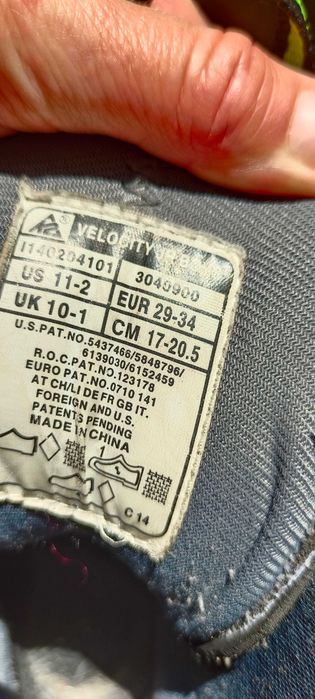 VELOCITY
I140204101 3040900
US 11-2 EUR 29-34
UK 10-1 CM 17-20.5
U.S.PAT.NO.5437466/5848796/
6139030/6152459
R.O.C.PAT.NO.123178
EURO PAT.NO.0710 141
AT CH/LI DE FR GB IT.
FOREIGN AND U.S.
PATENTS PENDING
MADE IN CHINA
C 14